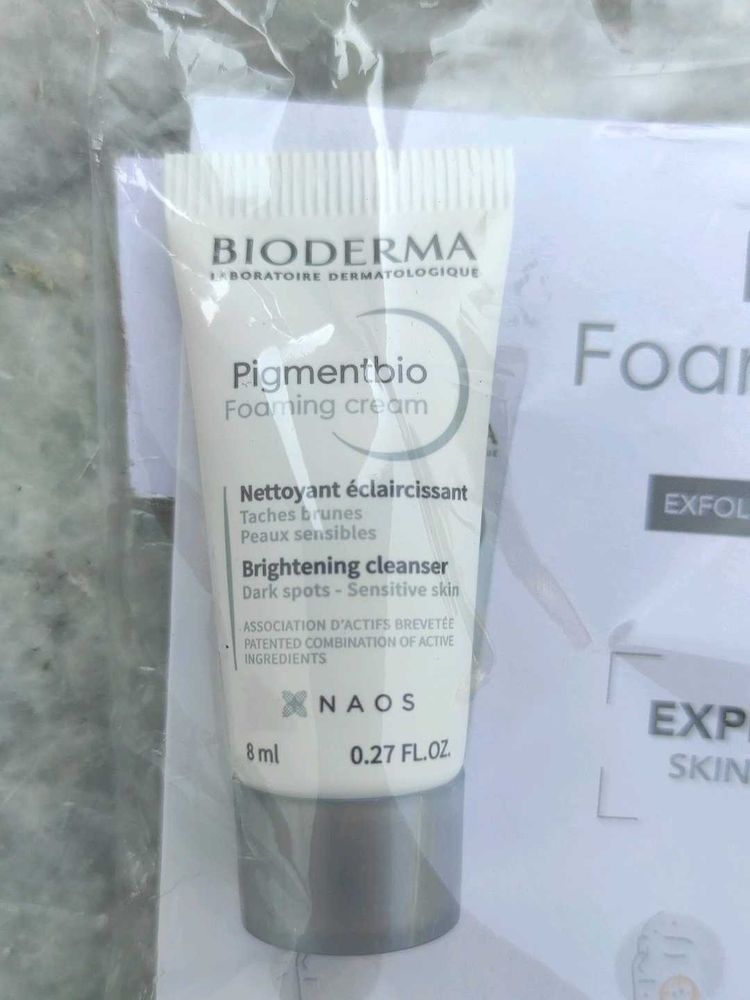 BIODERMA
LABORATOIRE DERMATOLOGIQUE
Pigmentbio
Foaming cream
Nettoyant éclaircissant
Taches brunes
Peaux sensibles
Brightening cleanser
Dark spots - Sensitive skin
ASSOCIATION D'ACTIFS BREVETÉE
PATENTED COMBINATION OF ACTIVE
INGREDIENTS
NAOS
8 ml 0.27 FL.OZ.
Foar
EXFOL
EXP
SKIN